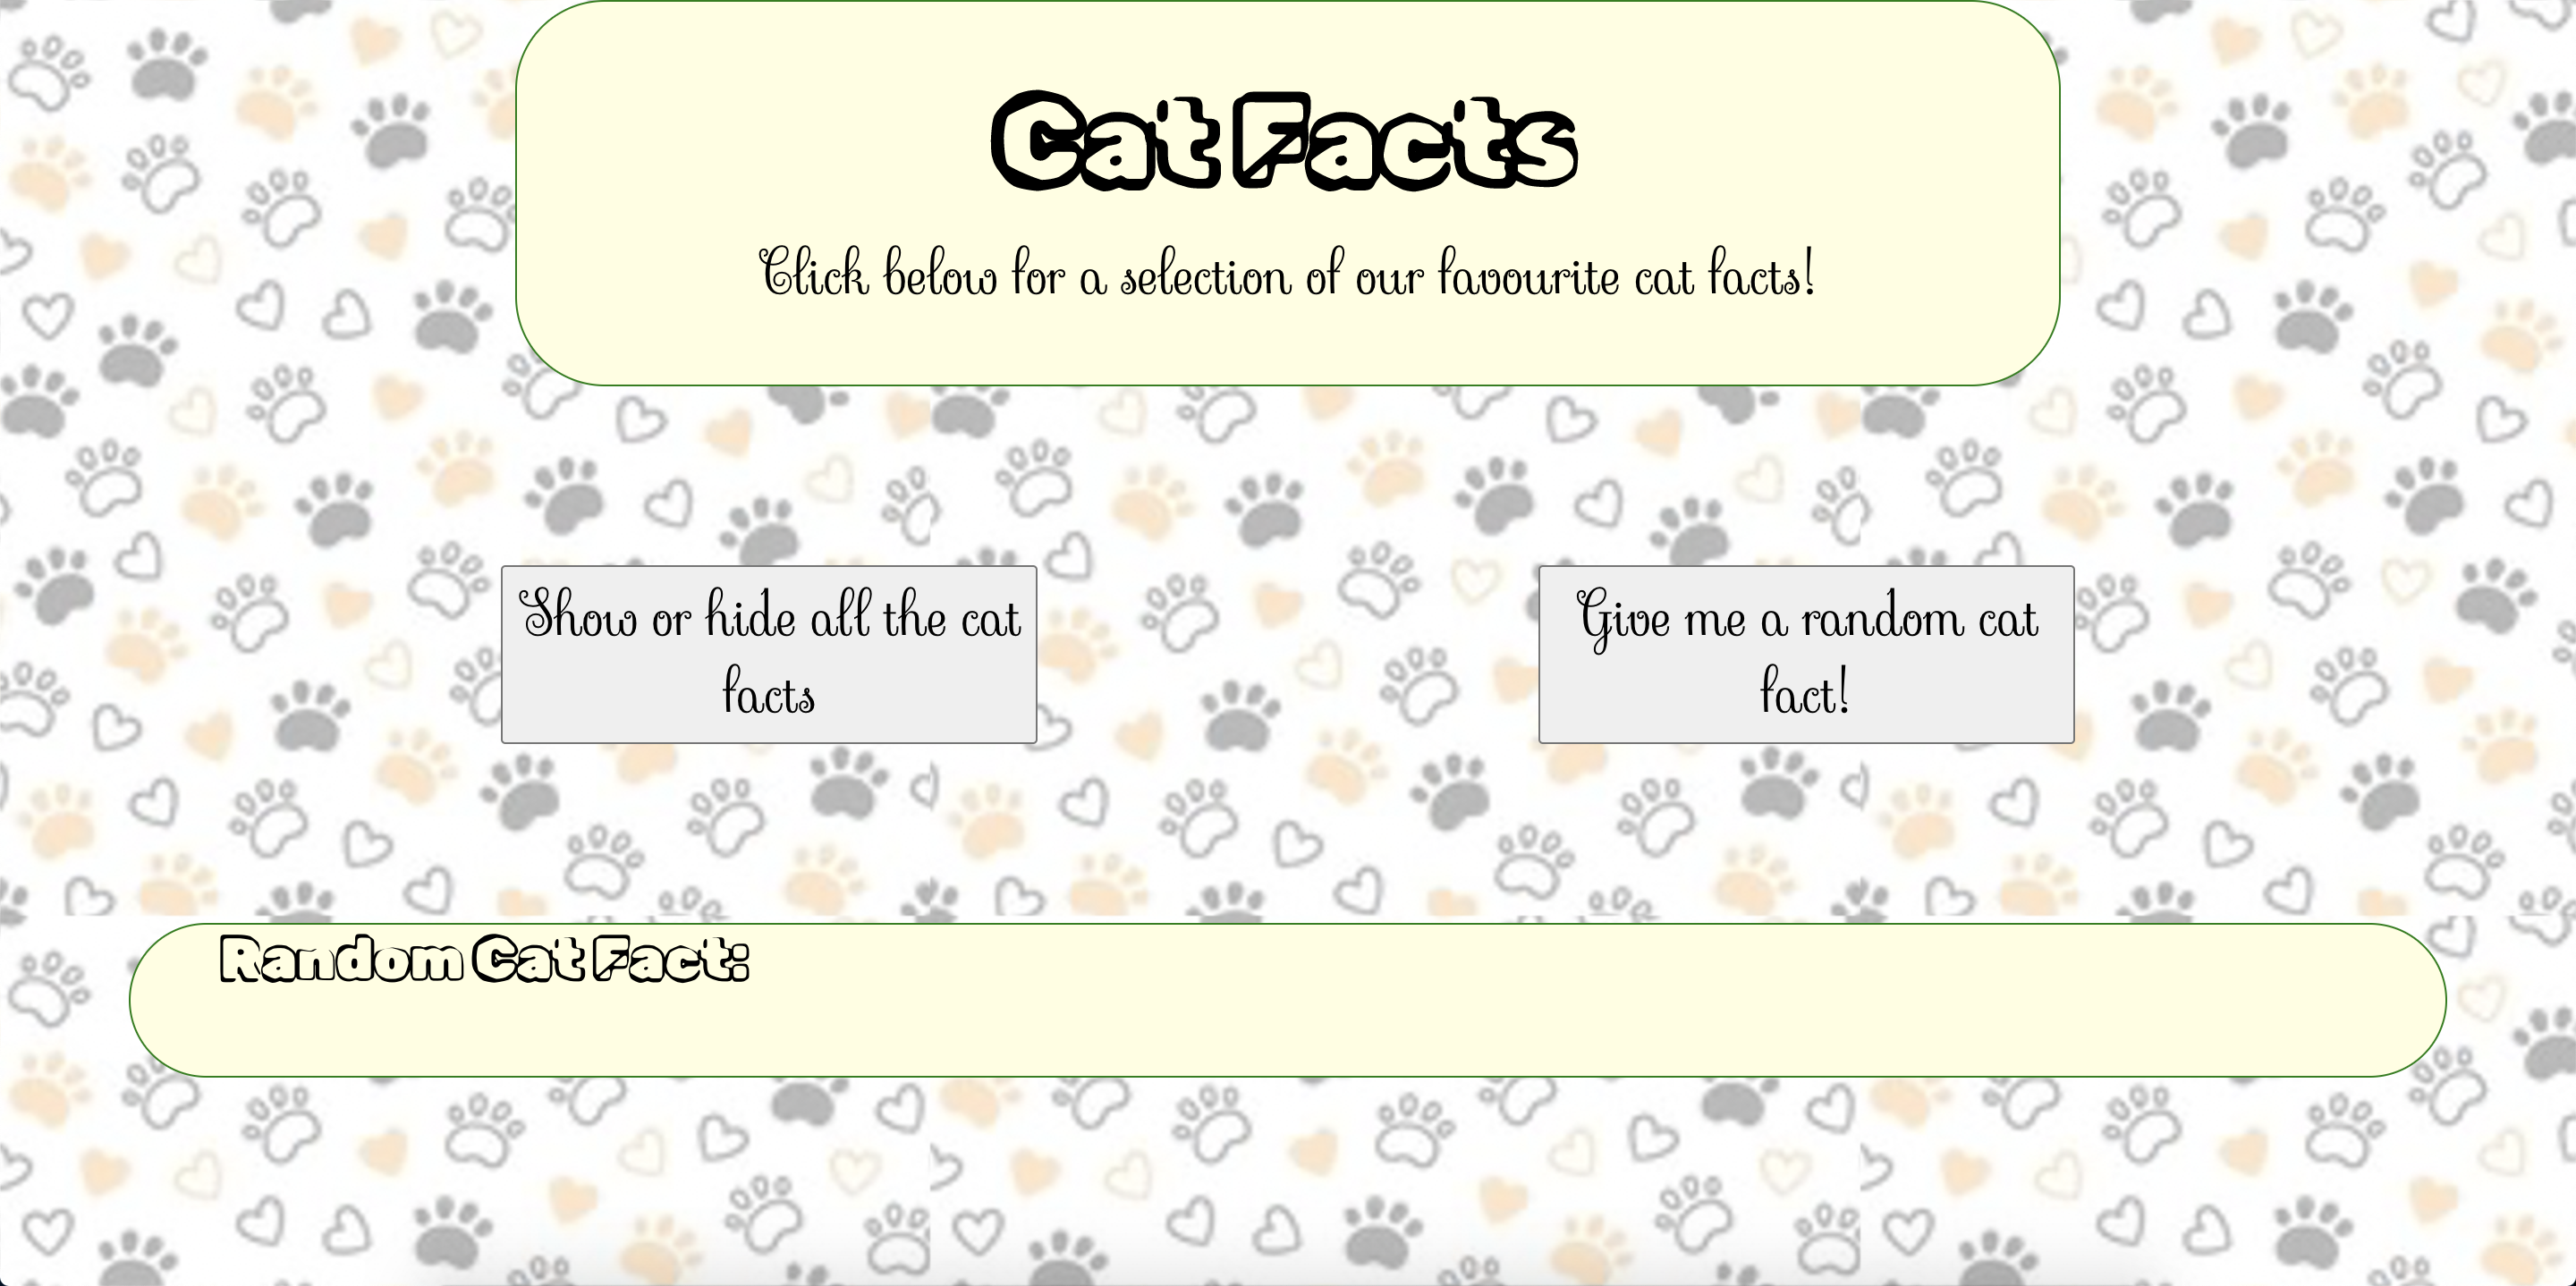 Cat Facts
Click below for a selection of our favourite cat facts!
Show or hide all the cat
facts
Give me a random cat
fact!
Random Cat Fact: